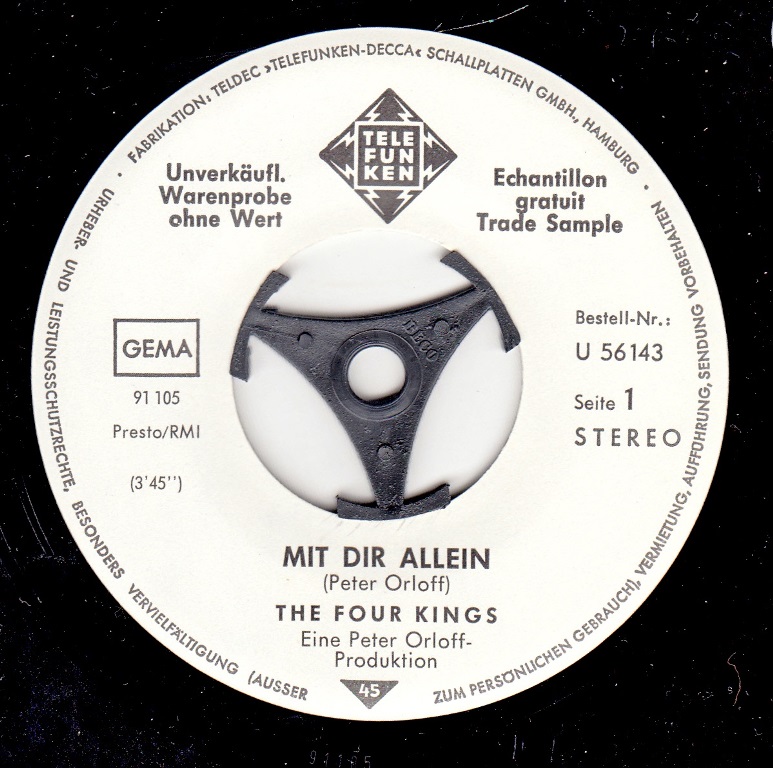 FABRIKATION: TELDEC »TELEFUNKEN-DECCA« SCHALLPLATTEN GMBH., HAMBURG •
URHEBER- UND LEISTUNGSSCHUTZRECHTE, BESONDERS VERVIELFÄLTIGUNG (AUSSER
ZUM PERSÖNLICHEN GEBRAUCH), VERMIETUNG, AUFFÜHRUNG, SENDUNG VORBEHALTEN •
TELE
FUN
KEN
Unverkäufl.
Warenprobe
ohne Wert
Echantillon
gratuit
Trade Sample
GEMA
91 105
Presto/RMI
(3'45'')
Bestell-Nr.:
U 56143
Seite 1
STEREO
MIT DIR ALLEIN
(Peter Orloff)
THE FOUR KINGS
Eine Peter Orloff-
Produktion
45